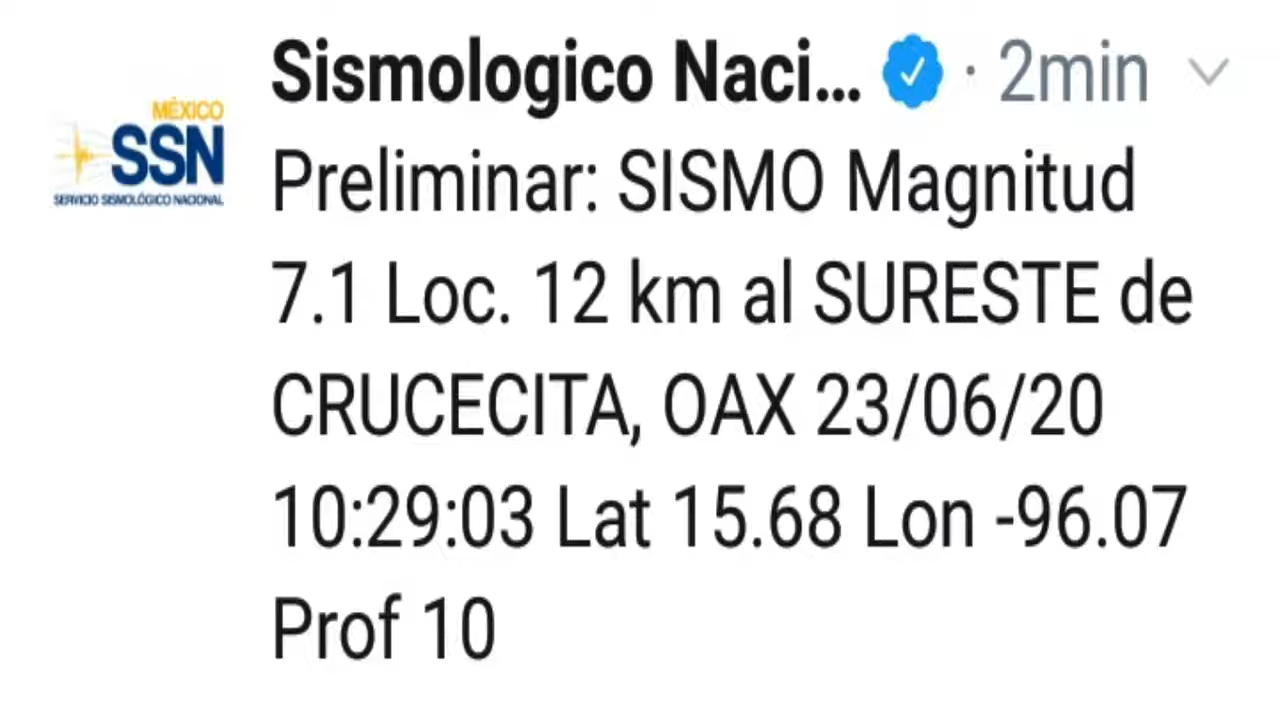 Sismologico Naci... · 2min
MÉXICO
SSN
SERVICIO SISMOLÓGICO NACIONAL
Preliminar: SISMO Magnitud
7.1 Loc. 12 km al SURESTE de
CRUCECITA, OAX 23/06/20
10:29:03 Lat 15.68 Lon -96.07
Prof 10